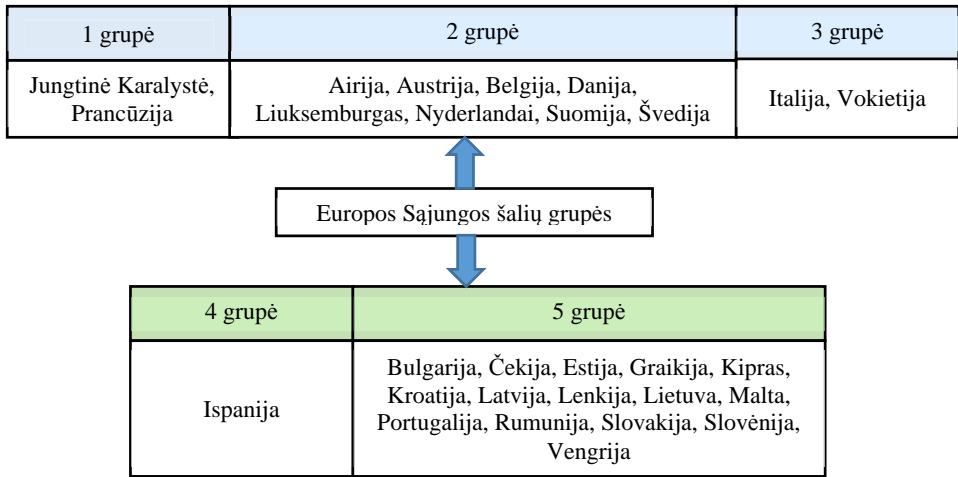 1 grupė
2 grupė
3 grupė
Jungtinė Karalystė,
Prancūzija
Airija, Austrija, Belgija, Danija,
Liuksemburgas, Nyderlandai, Suomija, Švedija
Italija, Vokietija
Europos Sąjungos šalių grupės
4 grupė
5 grupė
Ispanija
Bulgarija, Čekija, Estija, Graikija, Kipras,
Kroatija, Latvija, Lenkija, Lietuva, Malta,
Portugalija, Rumunija, Slovakija, Slovėnija,
Vengrija